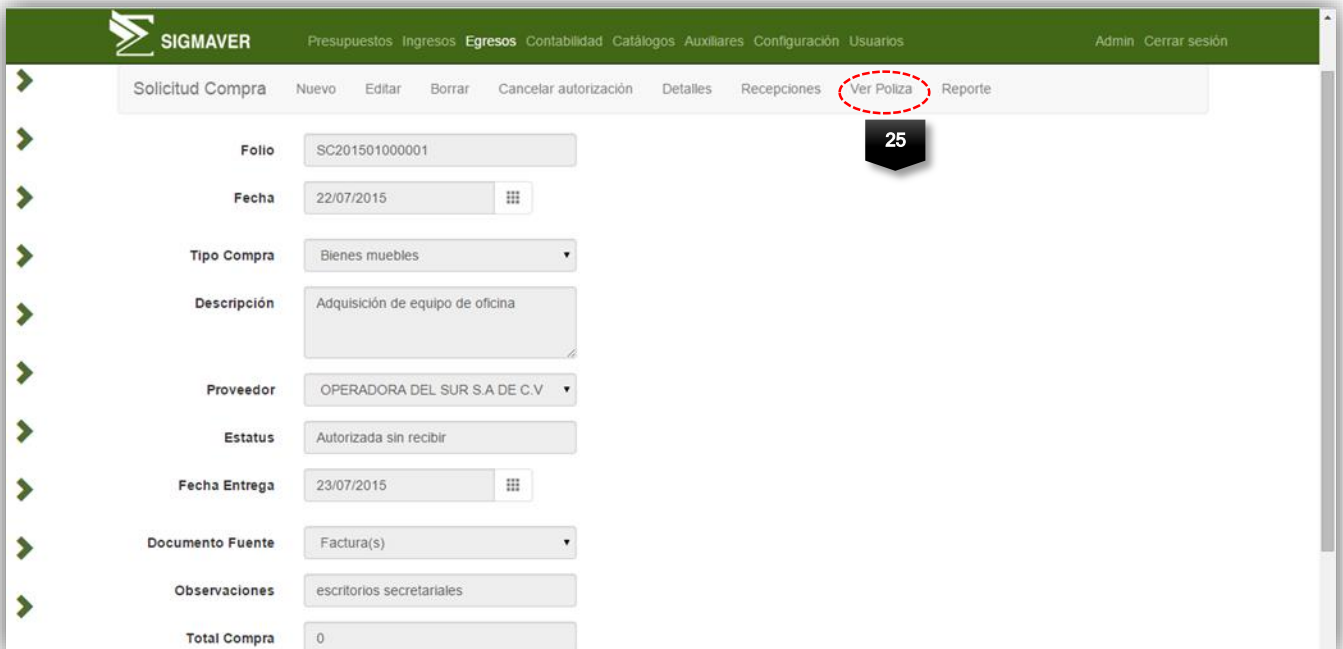 SIGMAVER Presupuestos Ingresos Egresos Contabilidad Catálogos Auxiliares Configuración Usuarios Admin Cerrar sesión
Solicitud Compra Nuevo Editar Borrar Cancelar autorización Detalles Recepciones Ver Poliza Reporte
25
Folio SC201501000001
Fecha 22/07/2015
Tipo Compra Bienes muebles
Descripción Adquisición de equipo de oficina
Proveedor OPERADORA DEL SUR S.A DE C.V
Estatus Autorizada sin recibir
Fecha Entrega 23/07/2015
Documento Fuente Factura(s)
Observaciones escritorios secretariales
Total Compra 0